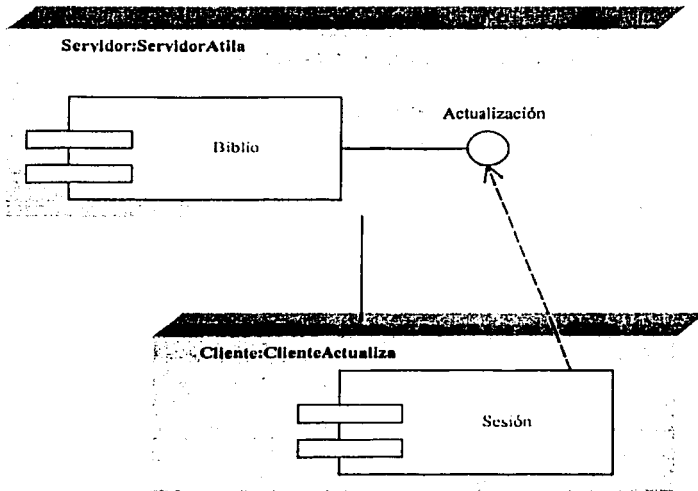 Servidor:ServidorAtila
Actualización
Biblio
Cliente:ClienteActualiza
Sesión